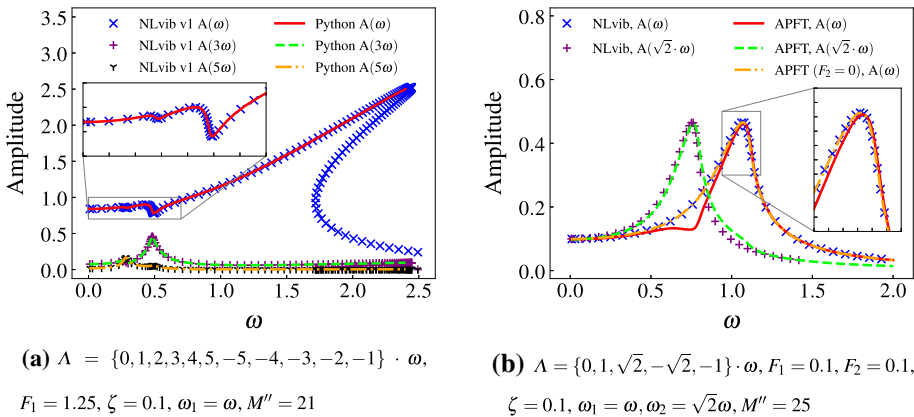 NLvib v1 A(ω)
NLvib v1 A(3ω)
NLvib v1 A(5ω)
Python A(ω)
Python A(3ω)
Python A(5ω)
Amplitude
3.5
3.0
2.5
2.0
1.5
1.0
0.5
0.0
0.0 0.5 1.0 1.5 2.0 2.5
ω
(a) Λ = {0,1,2,3,4,5,−5,−4,−3,−2,−1} · ω,
F₁ = 1.25, ζ = 0.1, ω₁ = ω, M″ = 21
NLvib, A(ω)
NLvib, A(√2·ω)
APFT, A(ω)
APFT, A(√2·ω)
APFT (F₂ = 0), A(ω)
Amplitude
0.8
0.6
0.4
0.2
0.0
0.0 0.5 1.0 1.5 2.0
ω
(b) Λ = {0,1,√2,−√2,−1}·ω, F₁ = 0.1, F₂ = 0.1,
ζ = 0.1, ω₁ = ω, ω₂ = √2ω, M″ = 25